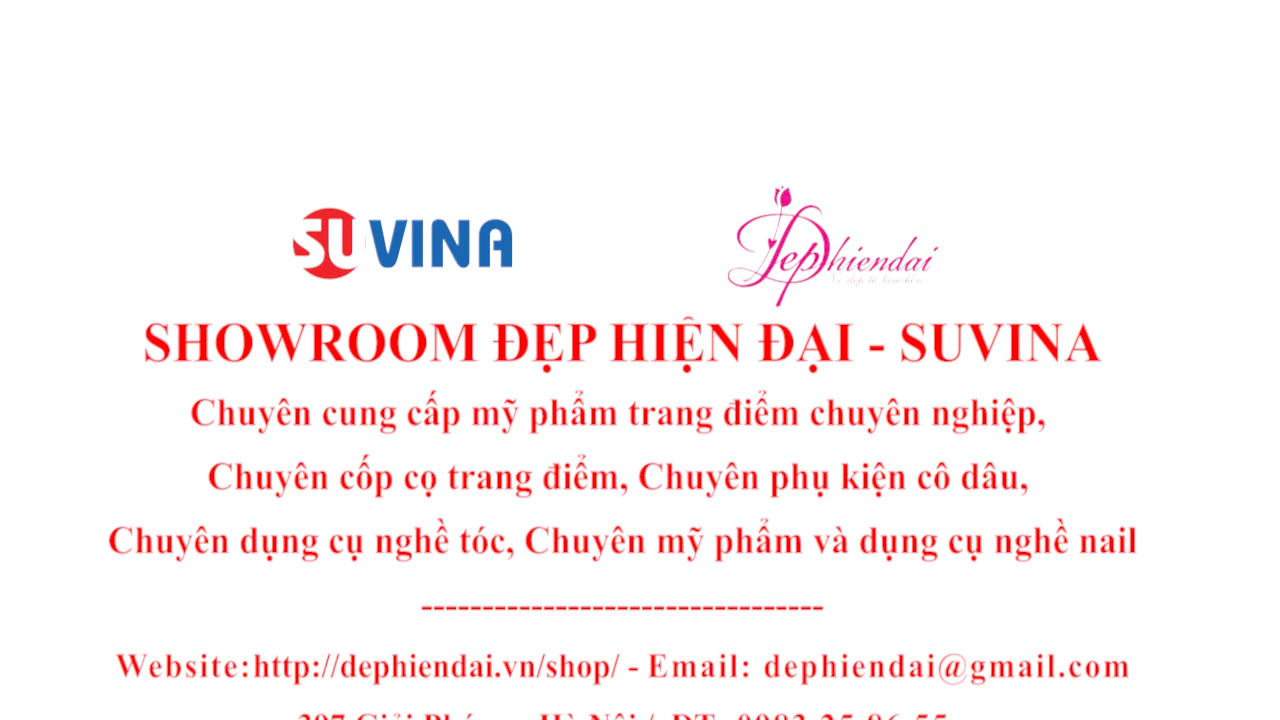 SU VINA
Dephiendai
SHOWROOM ĐẸP HIỆN ĐẠI - SUVINA
Chuyên cung cấp mỹ phẩm trang điểm chuyên nghiệp,
Chuyên cốp cọ trang điểm, Chuyên phụ kiện cô dâu,
Chuyên dụng cụ nghề tóc, Chuyên mỹ phẩm và dụng cụ nghề nail
---------------------------------
Website:http://dephiendai.vn/shop/ - Email: dephiendai@gmail.com